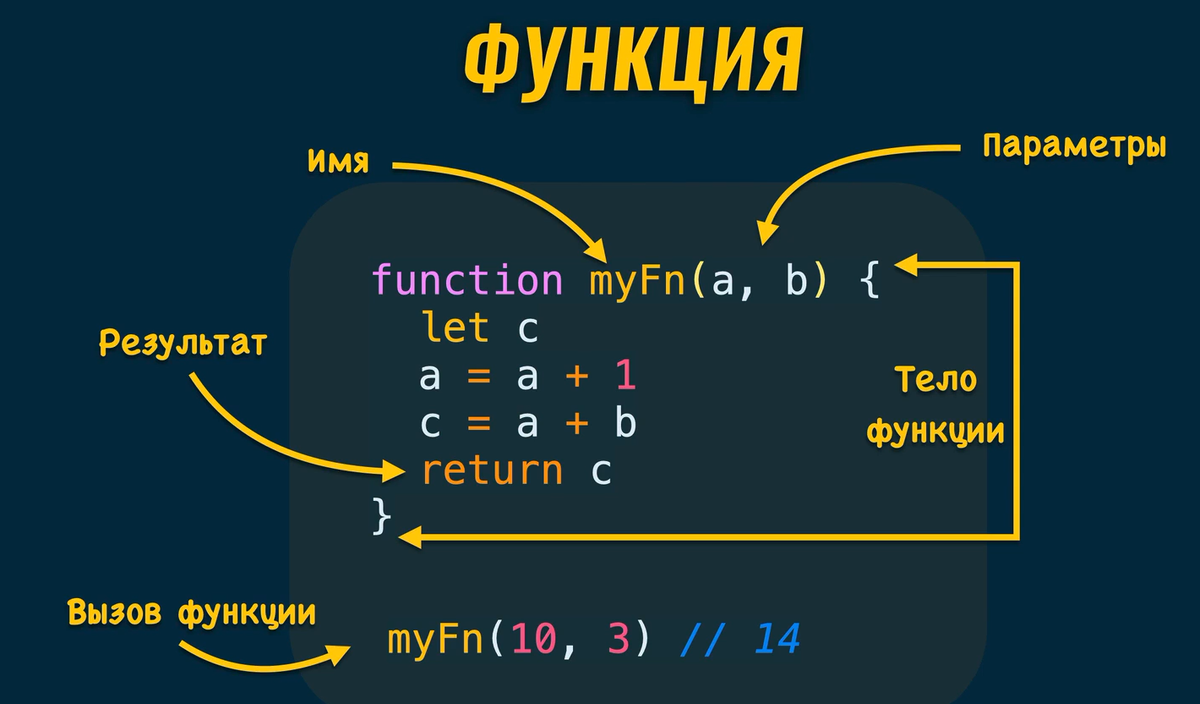 ФУНКЦИЯ
Имя
Параметры
function myFn(a, b) {
let c
Результат
a = a + 1
Тело
функции
c = a + b
return c
}
Вызов функции
myFn(10, 3) // 14